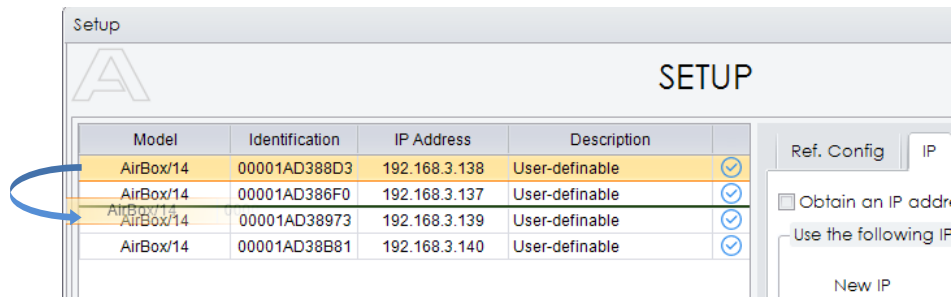 Setup
SETUP
Model Identification IP Address Description
AirBox/14 00001AD388D3 192.168.3.138 User-definable
AirBox/14 00001AD386F0 192.168.3.137 User-definable
AirBox/14
AirBox/14 00001AD38973 192.168.3.139 User-definable
AirBox/14 00001AD38B81 192.168.3.140 User-definable
Ref. Config IP
Obtain an IP addre
Use the following IP
New IP